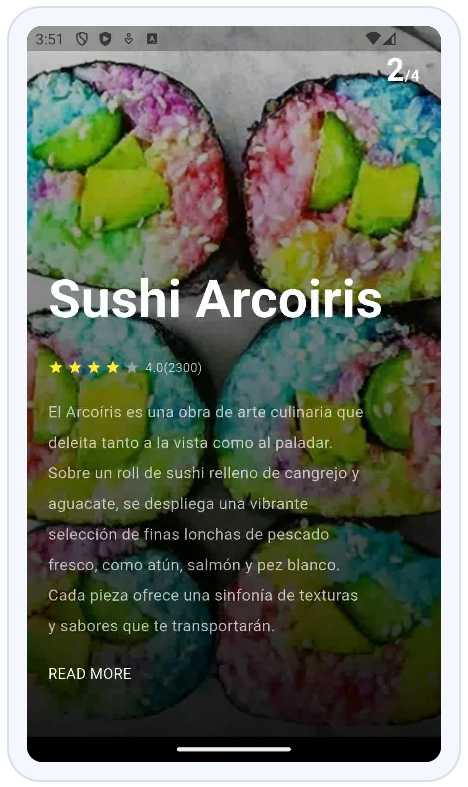 3:51
2/4
Sushi Arcoiris
4.0(2300)
El Arcoíris es una obra de arte culinaria que
deleita tanto a la vista como al paladar.
Sobre un roll de sushi relleno de cangrejo y
aguacate, se despliega una vibrante
selección de finas lonchas de pescado
fresco, como atún, salmón y pez blanco.
Cada pieza ofrece una sinfonía de texturas
y sabores que te transportarán.
READ MORE